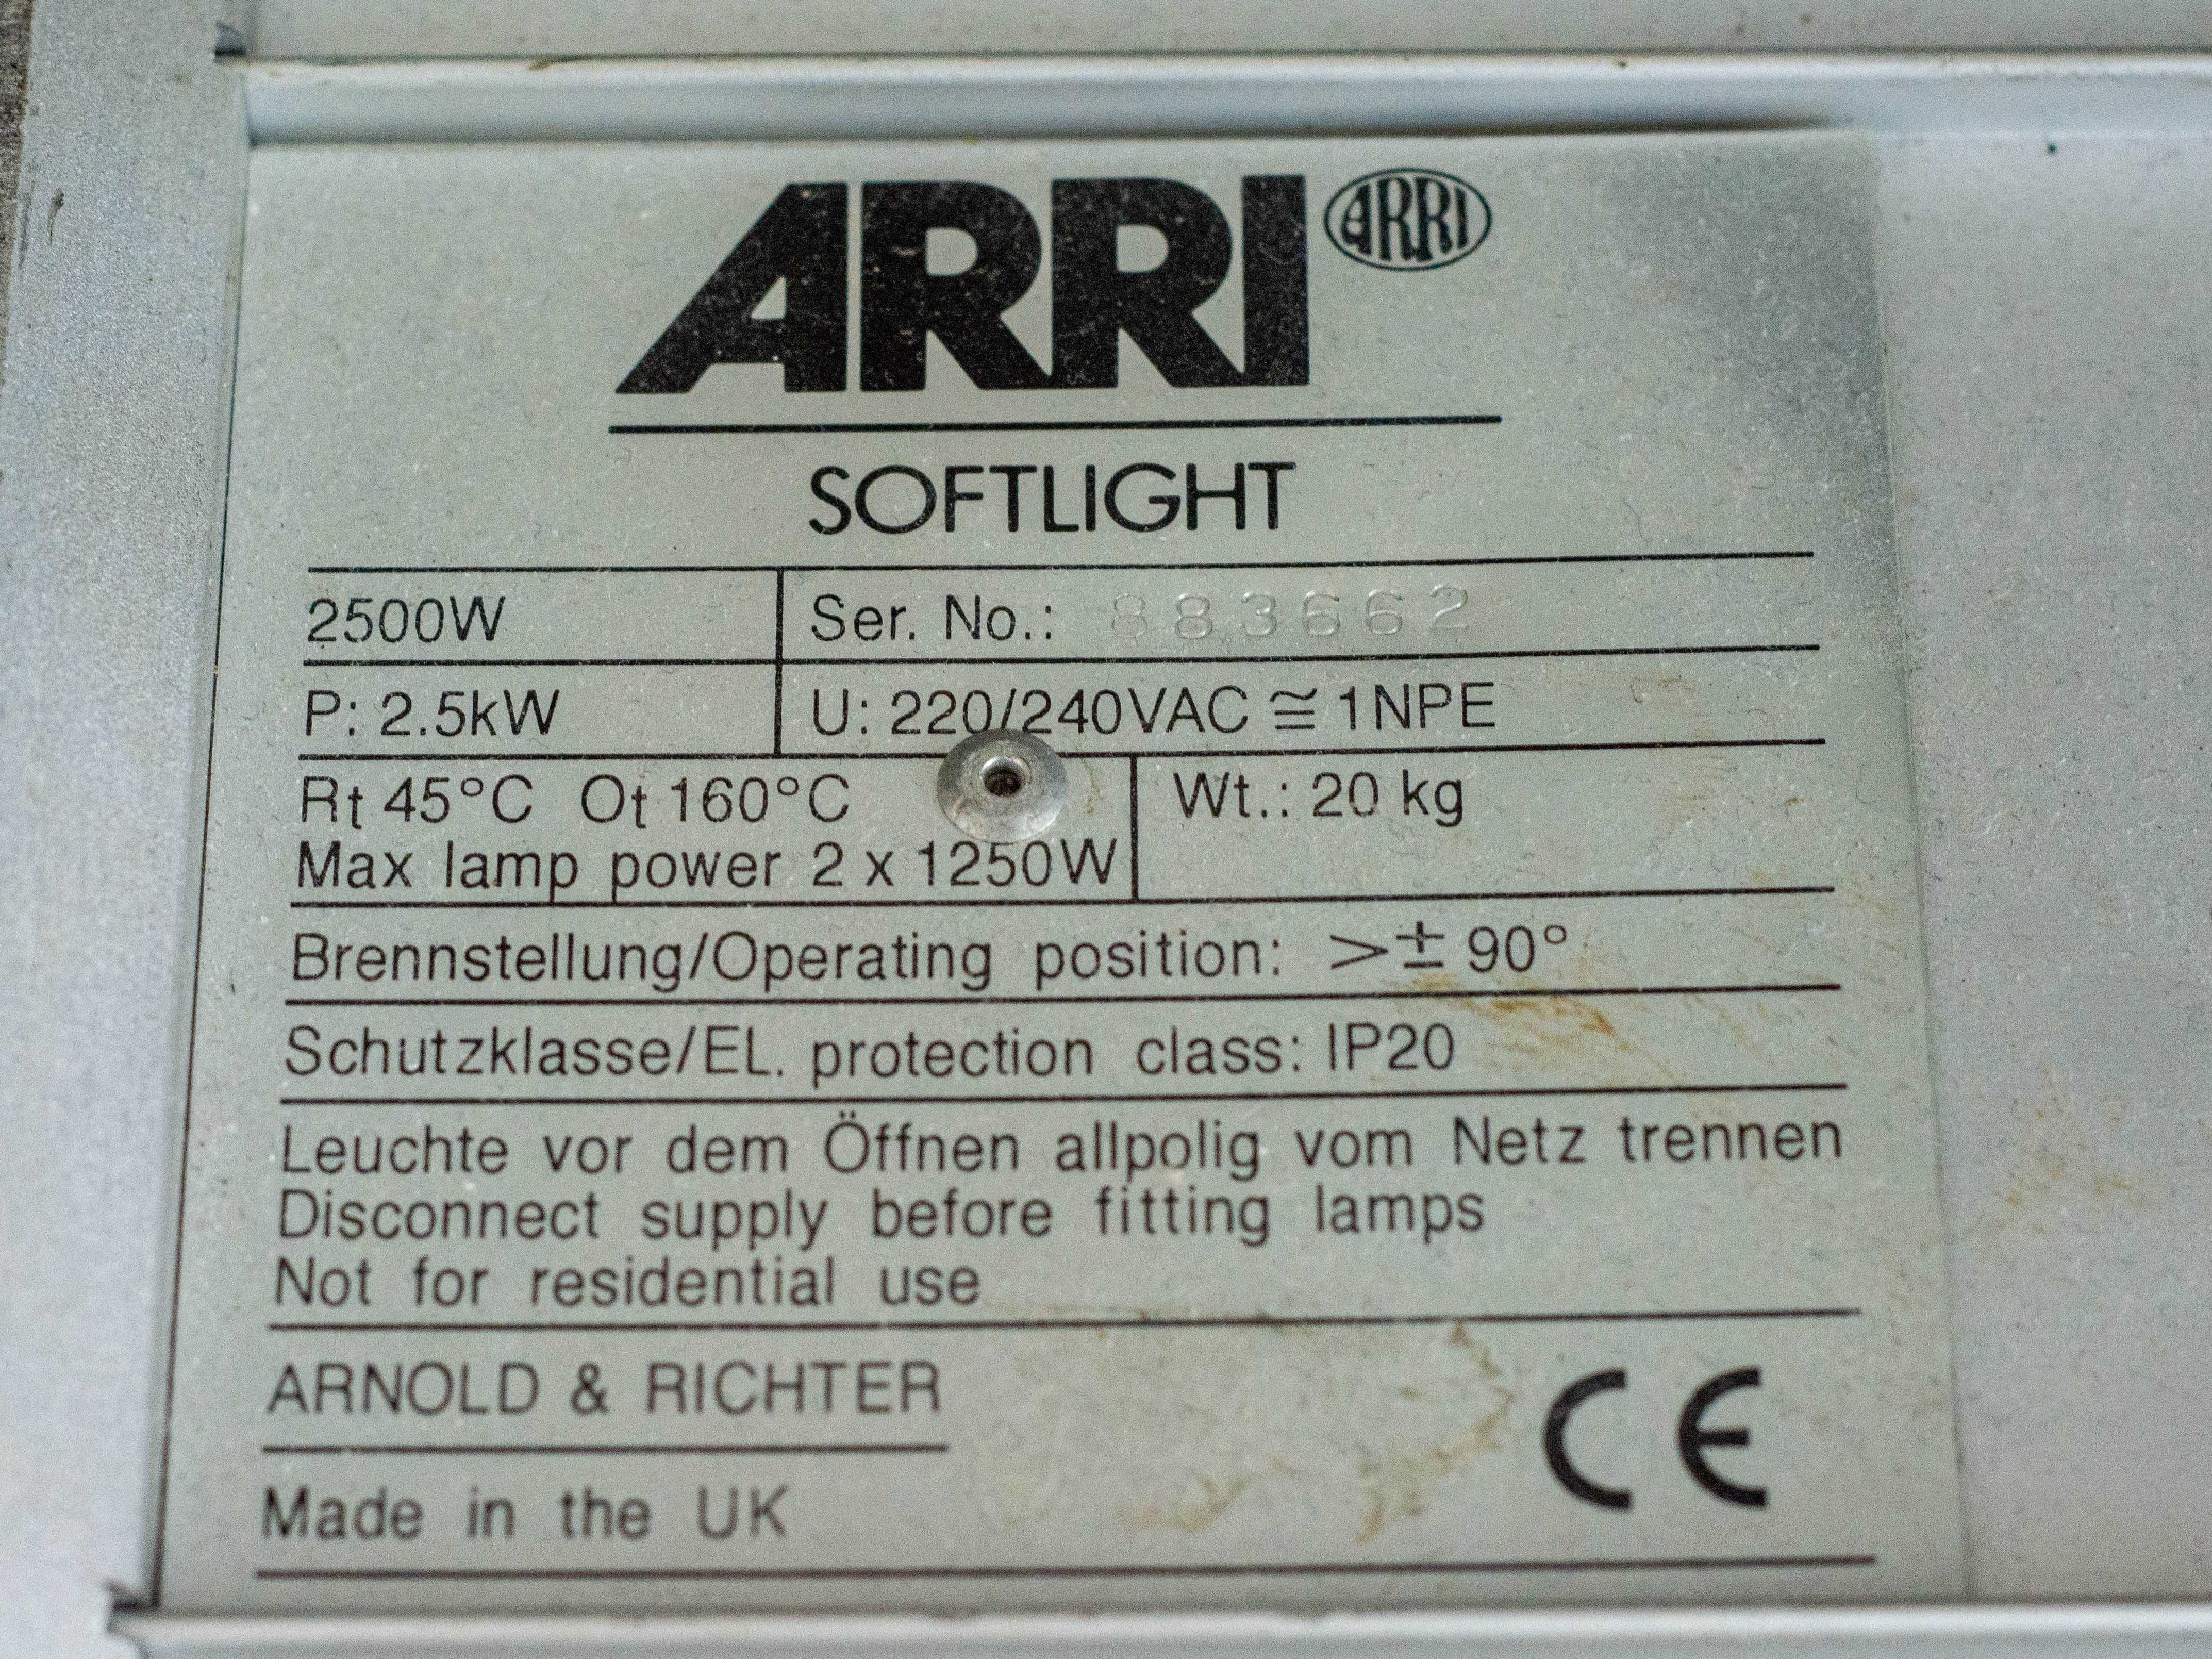 ARRI ARRI
SOFTLIGHT
2500W Ser. No.: 883662
P: 2.5kW U: 220/240VAC ≅ 1NPE
Rt 45°C Ot 160°C Wt.: 20 kg
Max lamp power 2 x 1250W
Brennstellung/Operating position: >± 90°
Schutzklasse/EL. protection class: IP20
Leuchte vor dem Öffnen allpolig vom Netz trennen
Disconnect supply before fitting lamps
Not for residential use
ARNOLD & RICHTER
CE
Made in the UK